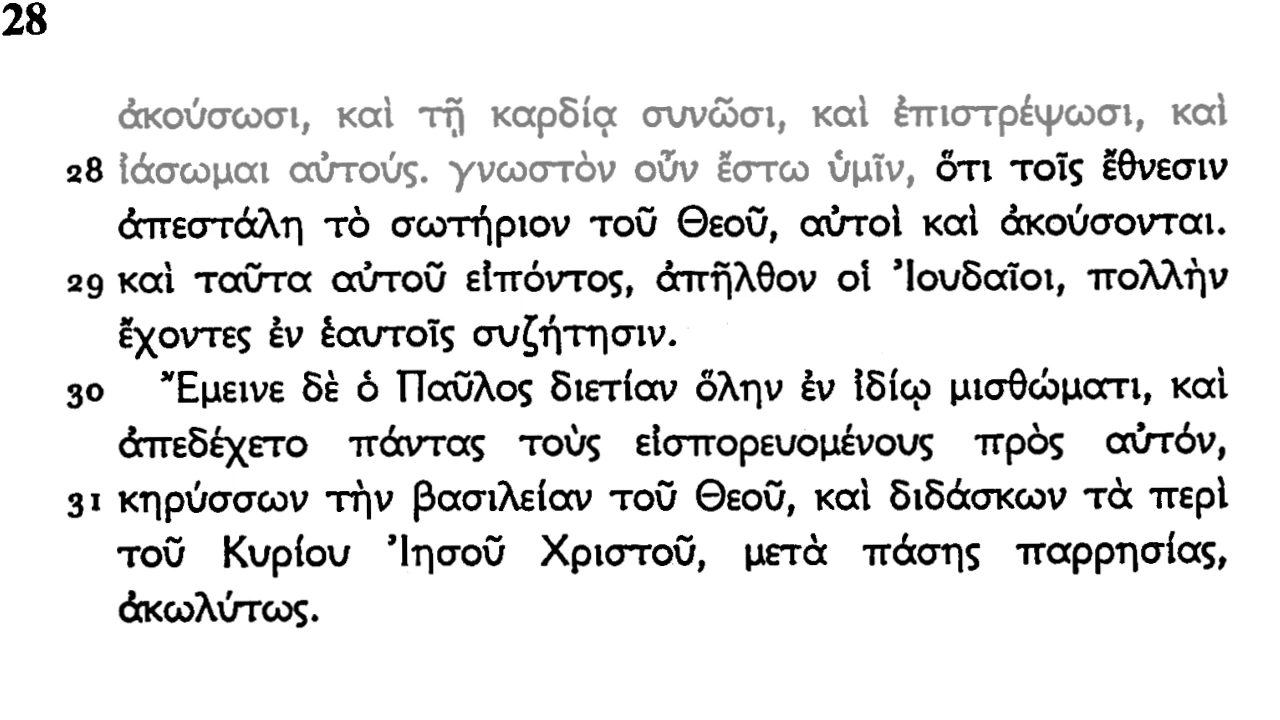 28
ἀκούσωσι, καὶ τῇ καρδίᾳ συνῶσι, καὶ ἐπιστρέψωσι, καὶ
28 ἰάσωμαι αὐτούς. γνωστὸν οὖν ἔστω ὑμῖν, ὅτι τοῖς ἔθνεσιν
ἀπεστάλη τὸ σωτήριον τοῦ Θεοῦ, αὐτοὶ καὶ ἀκούσονται.
29 καὶ ταῦτα αὐτοῦ εἰπόντος, ἀπῆλθον οἱ Ἰουδαῖοι, πολλὴν
ἔχοντες ἐν ἑαυτοῖς συζήτησιν.
30 Ἔμεινε δὲ ὁ Παῦλος διετίαν ὅλην ἐν ἰδίῳ μισθώματι, καὶ
ἀπεδέχετο πάντας τοὺς εἰσπορευομένους πρὸς αὐτόν,
31 κηρύσσων τὴν βασιλείαν τοῦ Θεοῦ, καὶ διδάσκων τὰ περὶ
τοῦ Κυρίου Ἰησοῦ Χριστοῦ, μετὰ πάσης παρρησίας,
ἀκωλύτως.